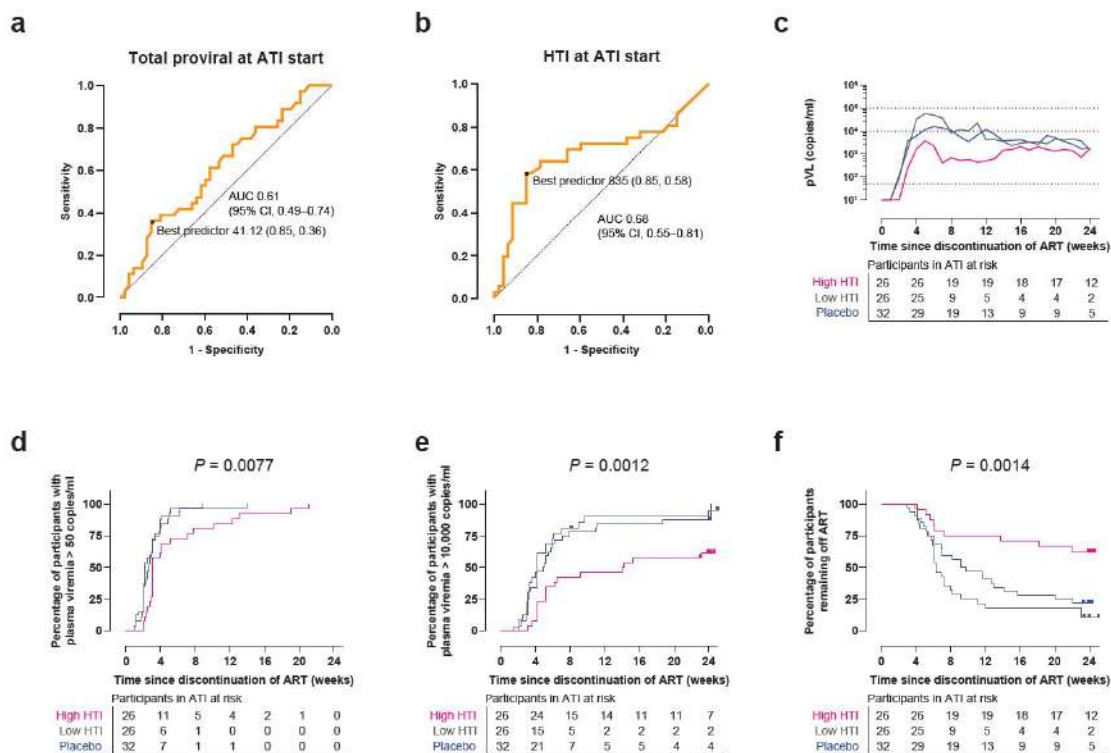 a
Total proviral at ATI start
1.0
0.8
0.6
0.4
0.2
0.0
Sensitivity
AUC 0.61
(95% CI, 0.49–0.74)
Best predictor 41.12 (0.85, 0.36)
1.0 0.8 0.6 0.4 0.2 0.0
1 - Specificity
b
HTI at ATI start
1.0
0.8
0.6
0.4
0.2
0.0
Sensitivity
Best predictor 835 (0.85, 0.58)
AUC 0.68
(95% CI, 0.55–0.81)
1.0 0.8 0.6 0.4 0.2 0.0
1 - Specificity
c
pVL (copies/ml)
10⁶
10⁵
10⁴
10³
10²
10¹
0 4 8 12 16 20 24
Time since discontinuation of ART (weeks)
Participants in ATI at risk
High HTI 26 26 19 19 18 17 12
Low HTI 26 25 9 5 4 4 2
Placebo 32 29 19 13 9 9 5
d
P = 0.0077
Percentage of participants with
plasma viremia > 50 copies/ml
100
75
50
25
0
0 4 8 12 16 20 24
Time since discontinuation of ART (weeks)
Participants in ATI at risk
High HTI 26 11 5 4 2 1 0
Low HTI 26 6 1 0 0 0 0
Placebo 32 7 1 1 0 0 0
e
P = 0.0012
Percentage of participants with
plasma viremia > 10,000 copies/ml
100
75
50
25
0
0 4 8 12 16 20 24
Time since discontinuation of ART (weeks)
Participants in ATI at risk
High HTI 26 24 15 14 11 11 7
Low HTI 26 15 5 2 2 2 2
Placebo 32 21 7 5 5 4 4
f
P = 0.0014
Percentage of participants
remaining off ART
100
75
50
25
0
0 4 8 12 16 20 24
Time since discontinuation of ART (weeks)
Participants in ATI at risk
High HTI 26 26 19 19 18 17 12
Low HTI 26 25 9 5 4 4 2
Placebo 32 29 19 13 9 9 5